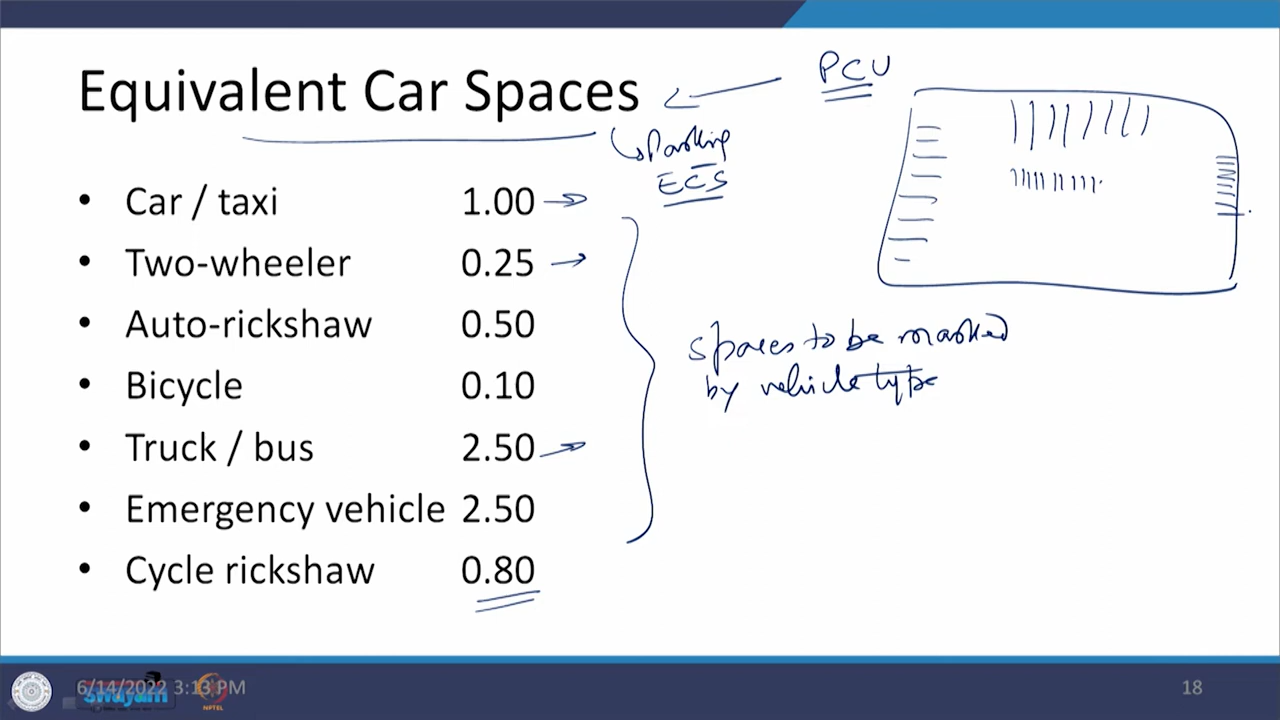 Equivalent Car Spaces
PCU
Parking
ECS
• Car / taxi 1.00
• Two-wheeler 0.25
• Auto-rickshaw 0.50
• Bicycle 0.10
• Truck / bus 2.50
• Emergency vehicle 2.50
• Cycle rickshaw 0.80
spaces to be marked
by vehicle type
6/14/2022 3:13 PM
swayam
NPTEL
18